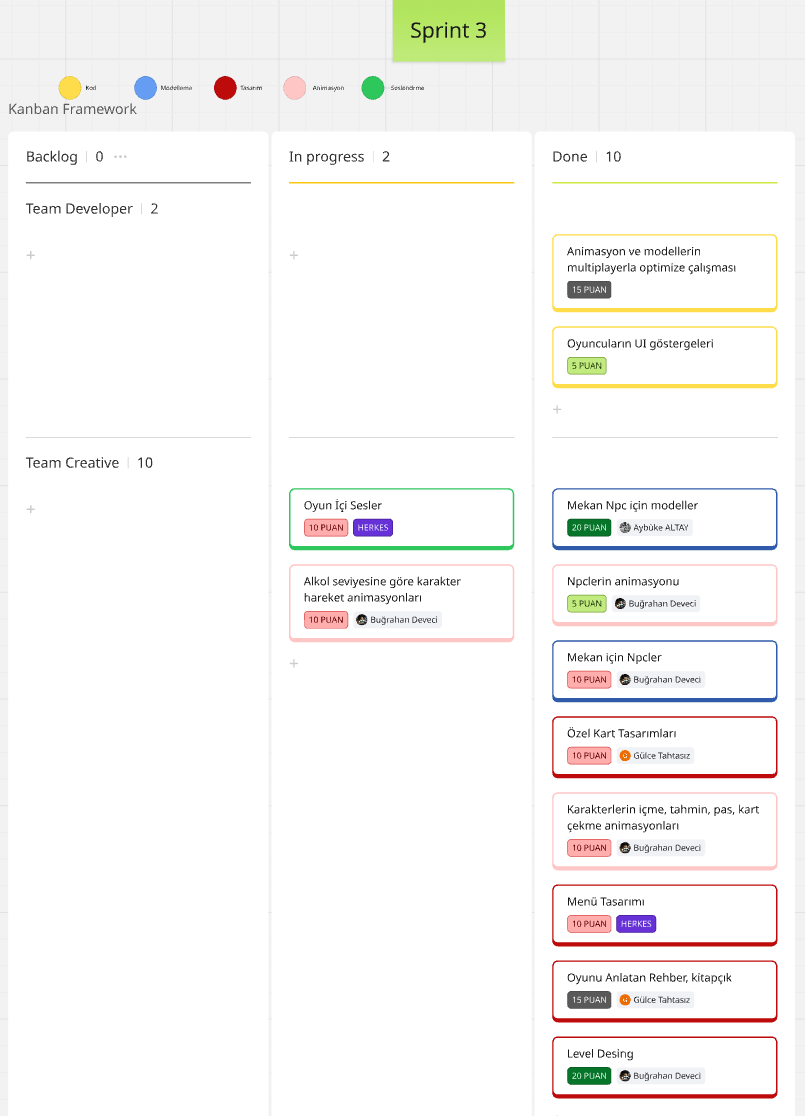 Sprint 3
Kod
Modelleme
Tasarım
Animasyon
Seslendirme
Kanban Framework
Backlog 0 ...
In progress 2
Done 10
Team Developer 2
Animasyon ve modellerin
multiplayerla optimize çalışması
15 PUAN
Oyuncuların UI göstergeleri
5 PUAN
Team Creative 10
Oyun İçi Sesler
10 PUAN HERKES
Alkol seviyesine göre karakter
hareket animasyonları
10 PUAN Buğrahan Deveci
Mekan Npc için modeller
20 PUAN Aybüke ALTAY
Npclerin animasyonu
5 PUAN Buğrahan Deveci
Mekan için Npcler
10 PUAN Buğrahan Deveci
Özel Kart Tasarımları
10 PUAN G Gülce Tahtasız
Karakterlerin içme, tahmin, pas, kart
çekme animasyonları
10 PUAN Buğrahan Deveci
Menü Tasarımı
10 PUAN HERKES
Oyunu Anlatan Rehber, kitapçık
15 PUAN G Gülce Tahtasız
Level Desing
20 PUAN Buğrahan Deveci